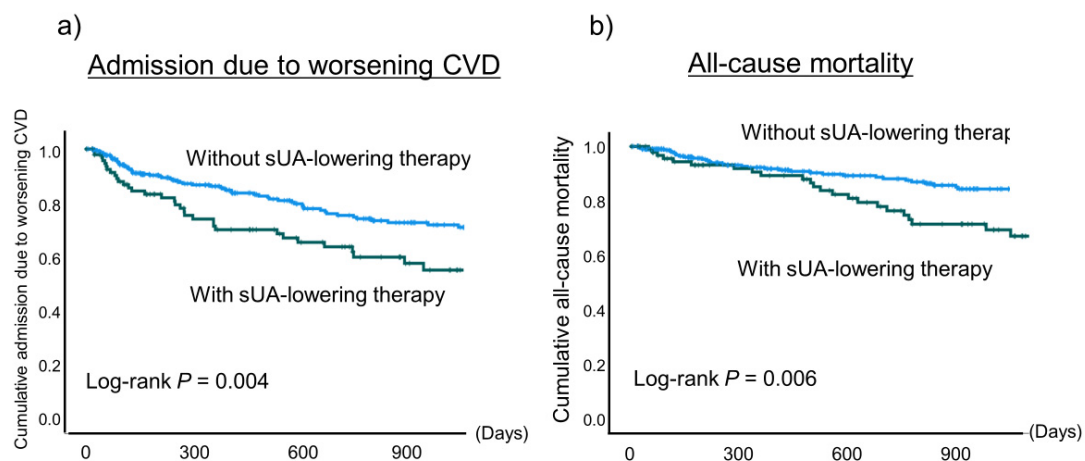 a)
Admission due to worsening CVD
Cumulative admission due to worsening CVD
1.0
0.8
0.6
0.4
0.2
0.0
Without sUA-lowering therapy
With sUA-lowering therapy
Log-rank P = 0.004
0 300 600 900 (Days)
b)
All-cause mortality
Cumulative all-cause mortality
1.0
0.8
0.6
0.4
0.2
0.0
Without sUA-lowering therap
With sUA-lowering therapy
Log-rank P = 0.006
0 300 600 900 (Days)